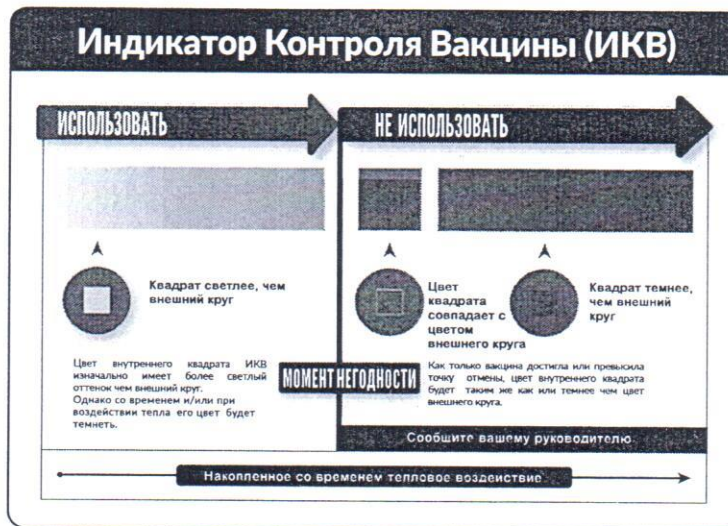 Индикатор Контроля Вакцины (ИКВ)
ИСПОЛЬЗОВАТЬ
НЕ ИСПОЛЬЗОВАТЬ
Квадрат светлее, чем
внешний круг
Цвет
квадрата
совпадает с
цветом
внешнего круга
Квадрат темнее,
чем внешний
круг
Цвет внутреннего квадрата ИКВ
изначально имеет более светлый
оттенок чем внешний круг.
Однако со временем и/или при
воздействии тепла его цвет будет
темнеть.
МОМЕНТ НЕГОДНОСТИ
Как только вакцина достигла или превысила
точку отмены, цвет внутреннего квадрата
будет таким же как или темнее чем цвет
внешнего круга.
Сообщите вашему руководителю
Накопленное со временем тепловое воздействие